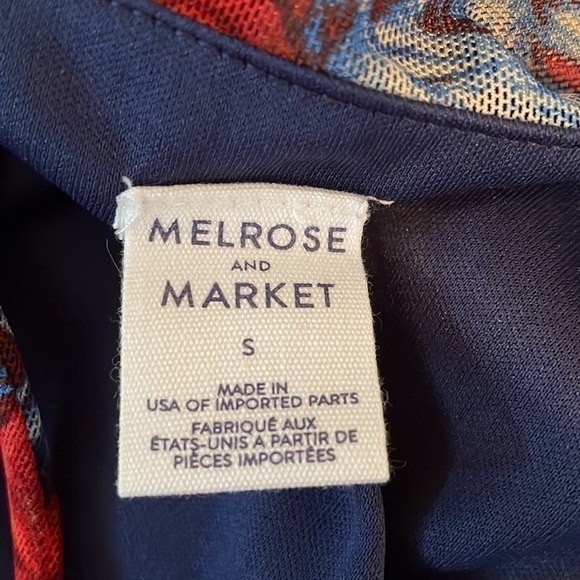 MELROSE
AND
MARKET
S
MADE IN
USA OF IMPORTED PARTS
FABRIQUÉ AUX
ÉTATS-UNIS A PARTIR DE
PIÈCES IMPORTÉES